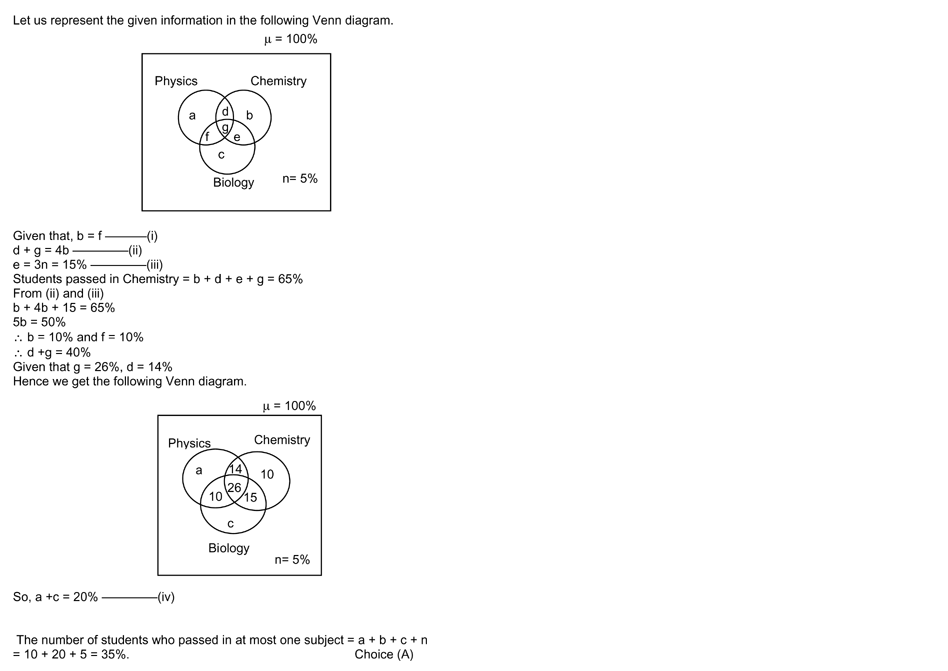 Let us represent the given information in the following Venn diagram.
μ = 100%
Physics Chemistry
a d b
g
f e
c
Biology n= 5%
Given that, b = f ———(i)
d + g = 4b ————(ii)
e = 3n = 15% ————(iii)
Students passed in Chemistry = b + d + e + g = 65%
From (ii) and (iii)
b + 4b + 15 = 65%
5b = 50%
∴ b = 10% and f = 10%
∴ d +g = 40%
Given that g = 26%, d = 14%
Hence we get the following Venn diagram.
μ = 100%
Physics Chemistry
a 14 10
26
10 15
c
Biology
n= 5%
So, a +c = 20% ————(iv)
The number of students who passed in at most one subject = a + b + c + n
= 10 + 20 + 5 = 35%. Choice (A)